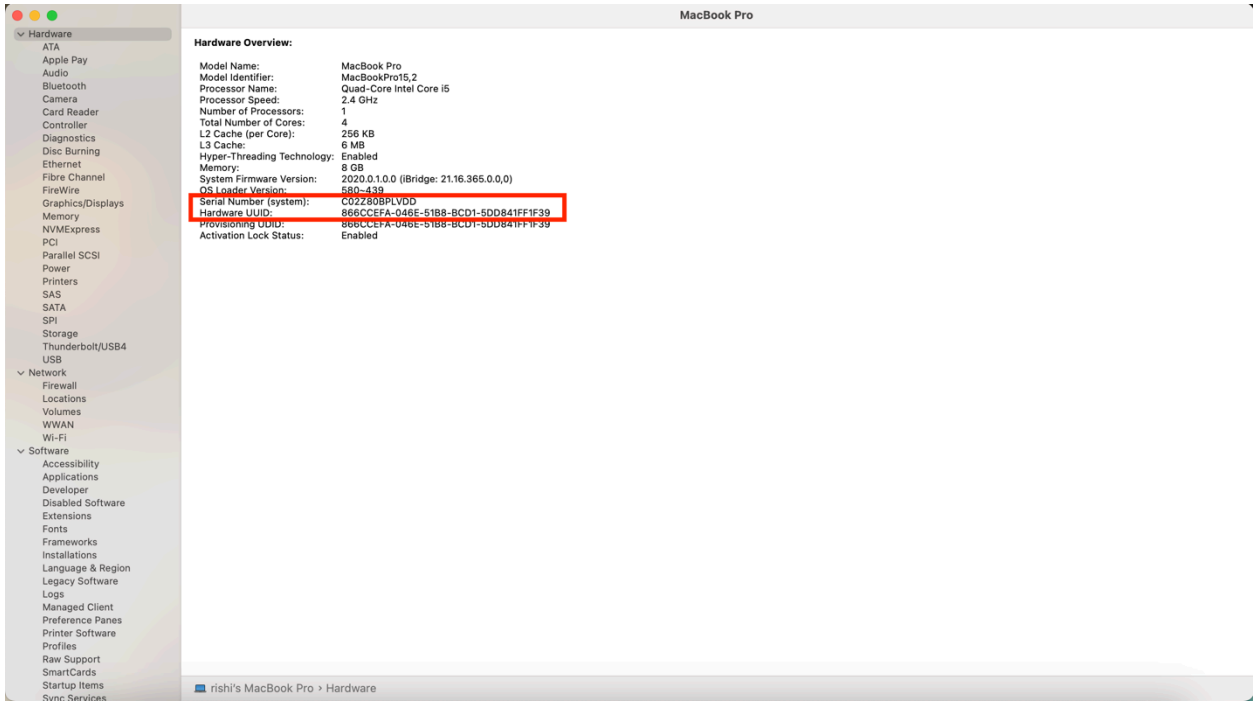 MacBook Pro
Hardware
ATA
Apple Pay
Audio
Bluetooth
Camera
Card Reader
Controller
Diagnostics
Disc Burning
Ethernet
Fibre Channel
FireWire
Graphics/Displays
Memory
NVMExpress
PCI
Parallel SCSI
Power
Printers
SAS
SATA
SPI
Storage
Thunderbolt/USB4
USB
Network
Firewall
Locations
Volumes
WWAN
Wi-Fi
Software
Accessibility
Applications
Developer
Disabled Software
Extensions
Fonts
Frameworks
Installations
Language & Region
Legacy Software
Logs
Managed Client
Preference Panes
Printer Software
Profiles
Raw Support
SmartCards
Startup Items
Sync Services
Hardware Overview:
Model Name: MacBook Pro
Model Identifier: MacBookPro15,2
Processor Name: Quad-Core Intel Core i5
Processor Speed: 2.4 GHz
Number of Processors: 1
Total Number of Cores: 4
L2 Cache (per Core): 256 KB
L3 Cache: 6 MB
Hyper-Threading Technology: Enabled
Memory: 8 GB
System Firmware Version: 2020.0.1.0.0 (iBridge: 21.16.365.0.0,0)
OS Loader Version: 580~439
Serial Number (system): C02Z80BPLVDD
Hardware UUID: 866CCEFA-046E-51B8-BCD1-5DD841FF1F39
Provisioning UDID: 866CCEFA-046E-51B8-BCD1-5DD841FF1F39
Activation Lock Status: Enabled
rishi's MacBook Pro › Hardware